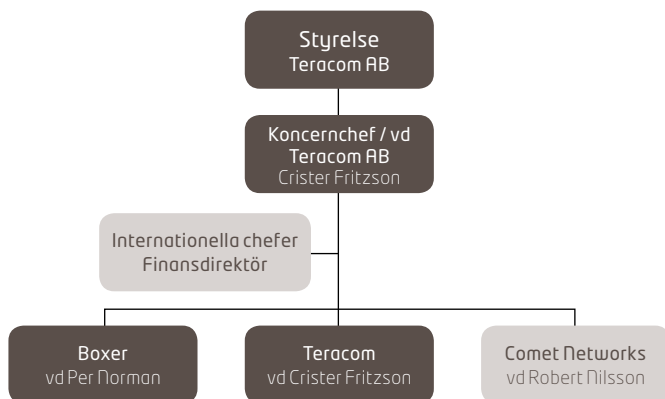 Styrelse
Teracom AB
Koncernchef / vd
Teracom AB
Crister Fritzson
Internationella chefer
Finansdirektör
Boxer
vd Per Norman
Teracom
vd Crister Fritzson
Comet Networks
vd Robert Nilsson